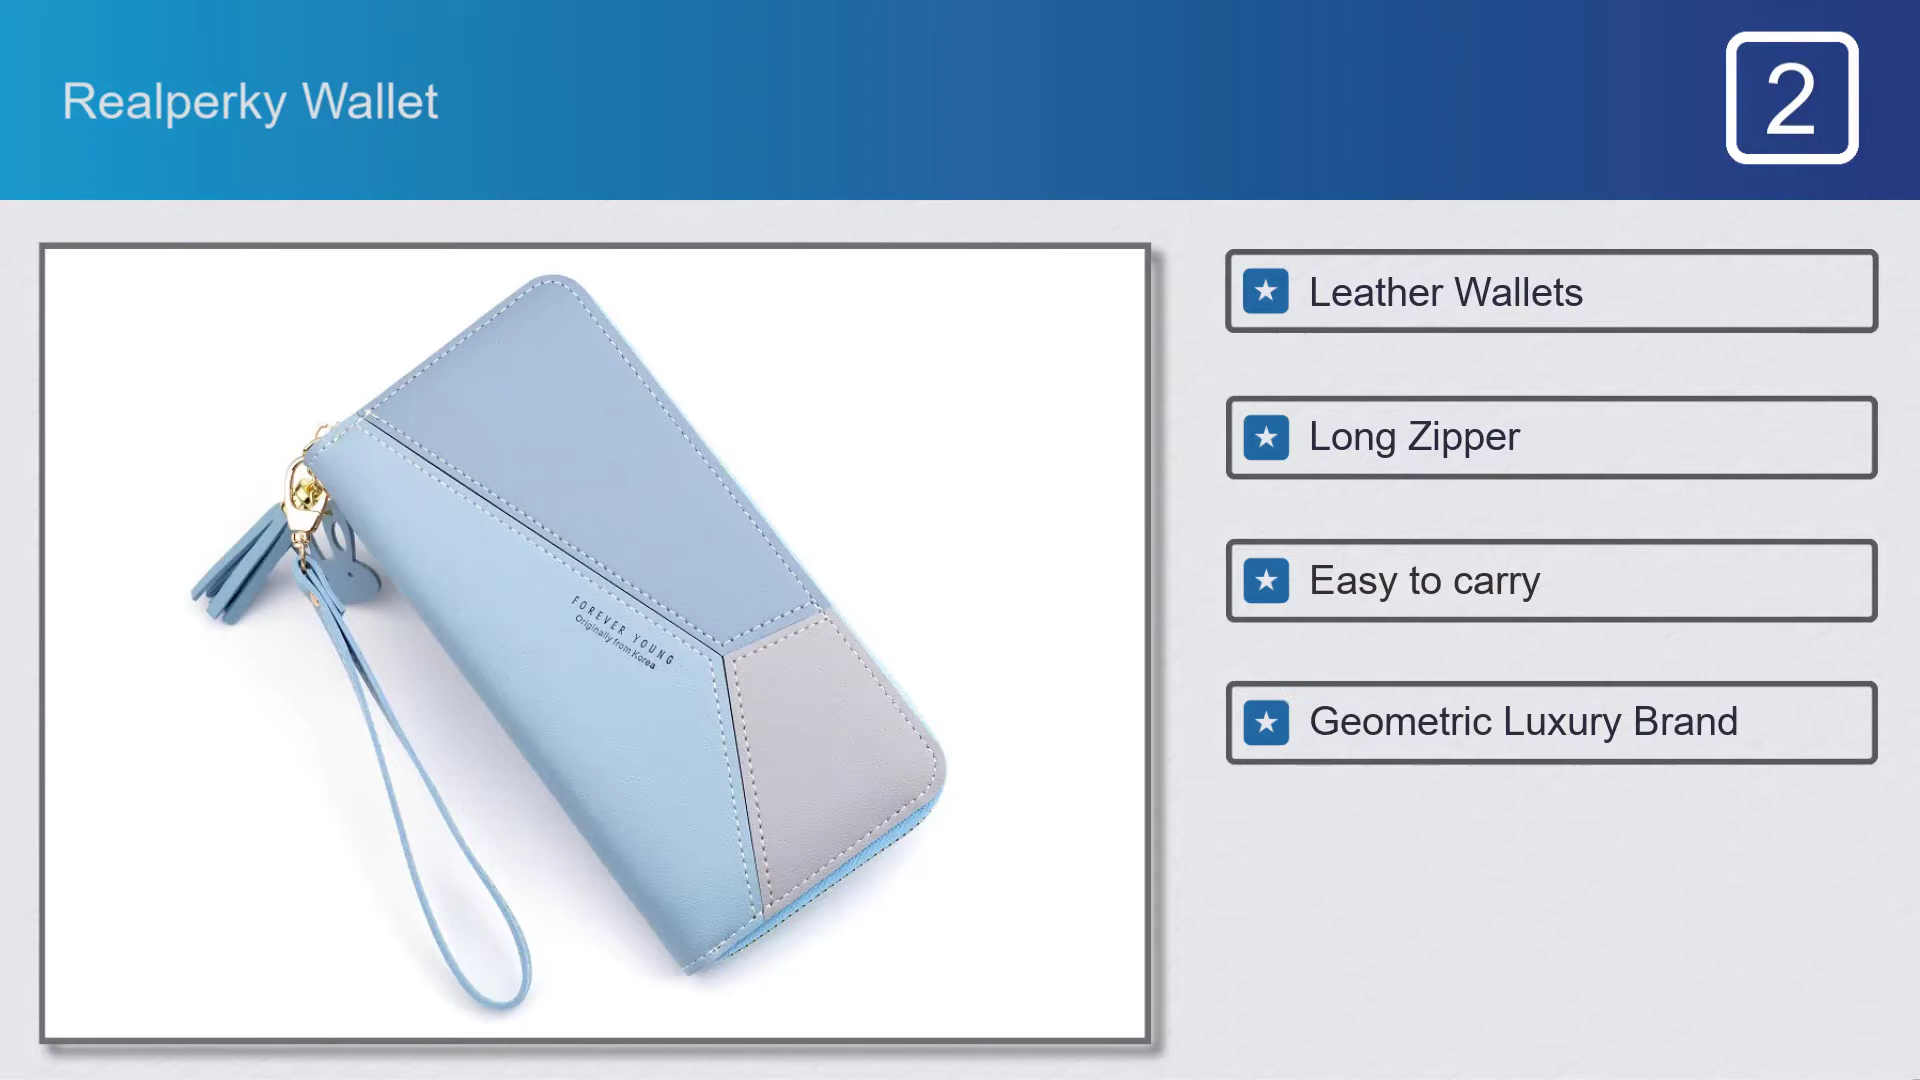 Realperky Wallet
2
Leather Wallets
Long Zipper
Easy to carry
Geometric Luxury Brand
FOREVER YOUNG
Originally from Korea